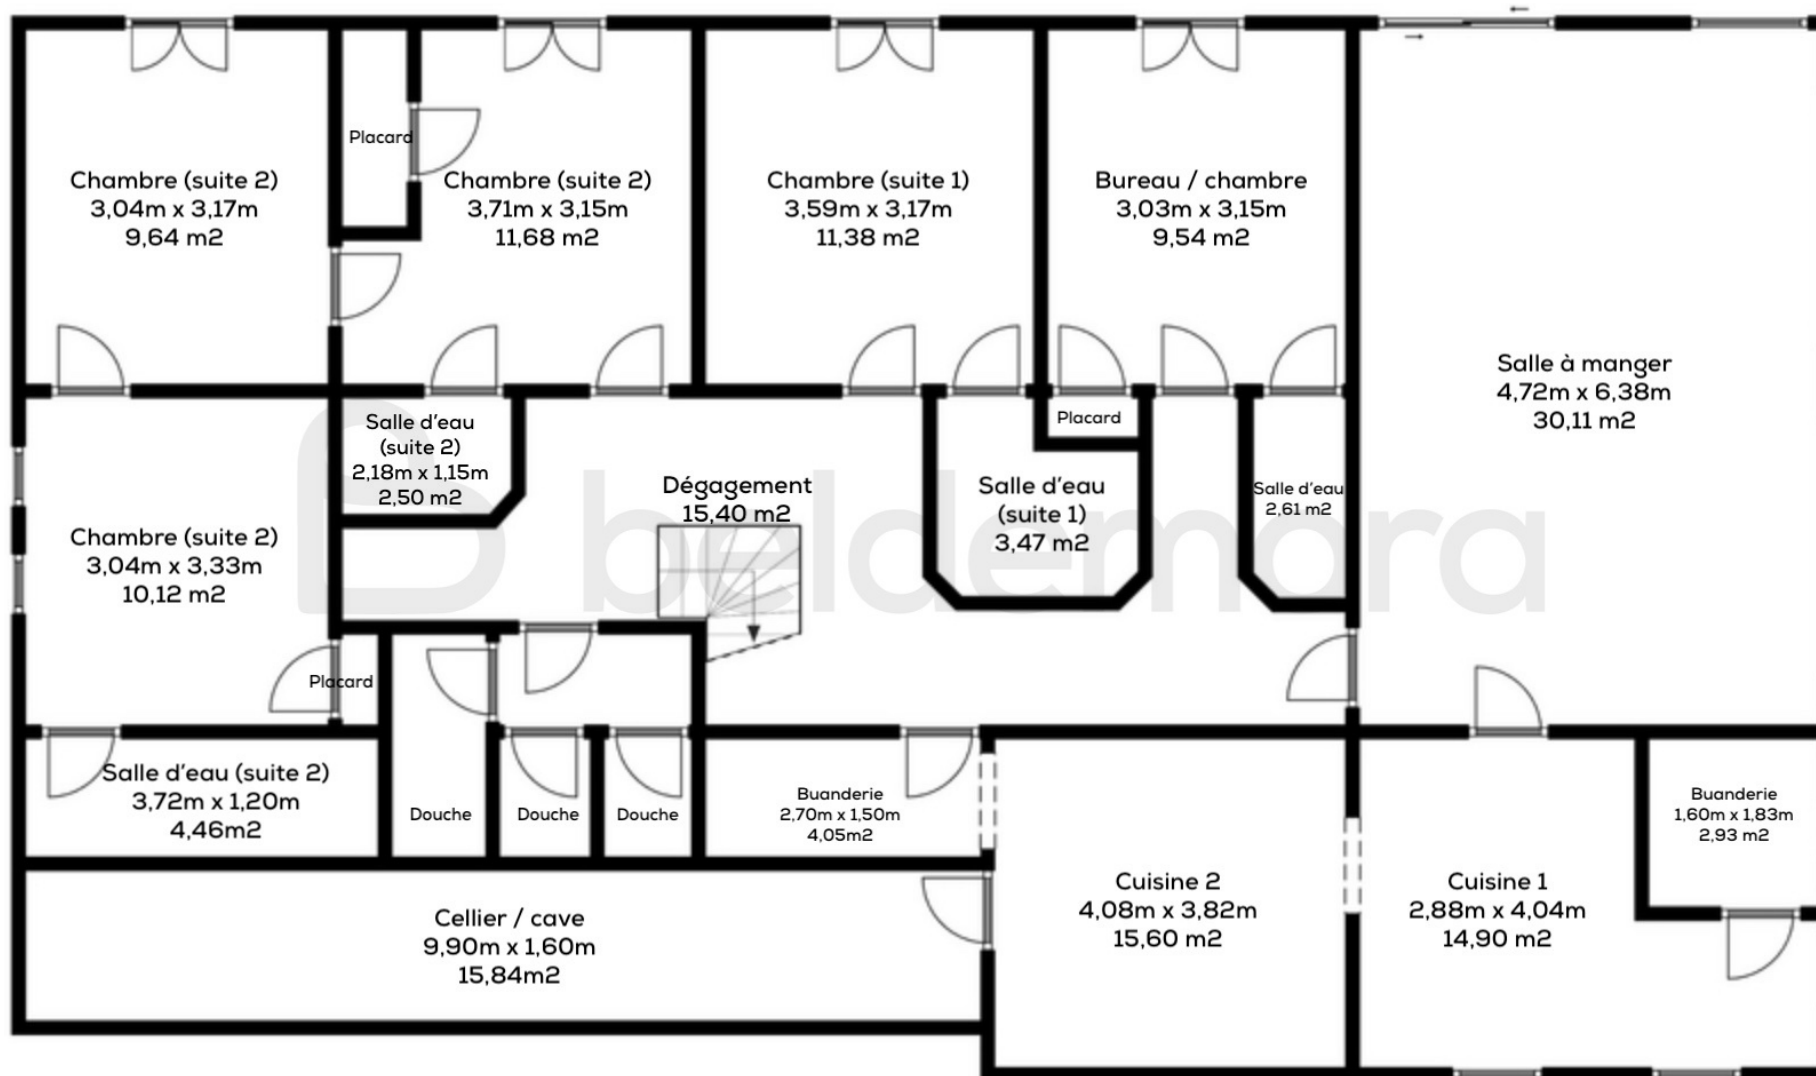 Placard
Chambre (suite 2)
3,04m x 3,17m
9,64 m2
Chambre (suite 2)
3,71m x 3,15m
11,68 m2
Chambre (suite 1)
3,59m x 3,17m
11,38 m2
Bureau / chambre
3,03m x 3,15m
9,54 m2
Salle à manger
4,72m x 6,38m
30,11 m2
Salle d'eau
(suite 2)
2,18m x 1,15m
2,50 m2
Placard
Dégagement
15,40 m2
Salle d'eau
(suite 1)
3,47 m2
Salle d'eau
2,61 m2
Chambre (suite 2)
3,04m x 3,33m
10,12 m2
beldemara
Placard
Salle d'eau (suite 2)
3,72m x 1,20m
4,46m2
Douche
Douche
Douche
Buanderie
2,70m x 1,50m
4,05m2
Buanderie
1,60m x 1,83m
2,93 m2
Cuisine 2
4,08m x 3,82m
15,60 m2
Cuisine 1
2,88m x 4,04m
14,90 m2
Cellier / cave
9,90m x 1,60m
15,84m2